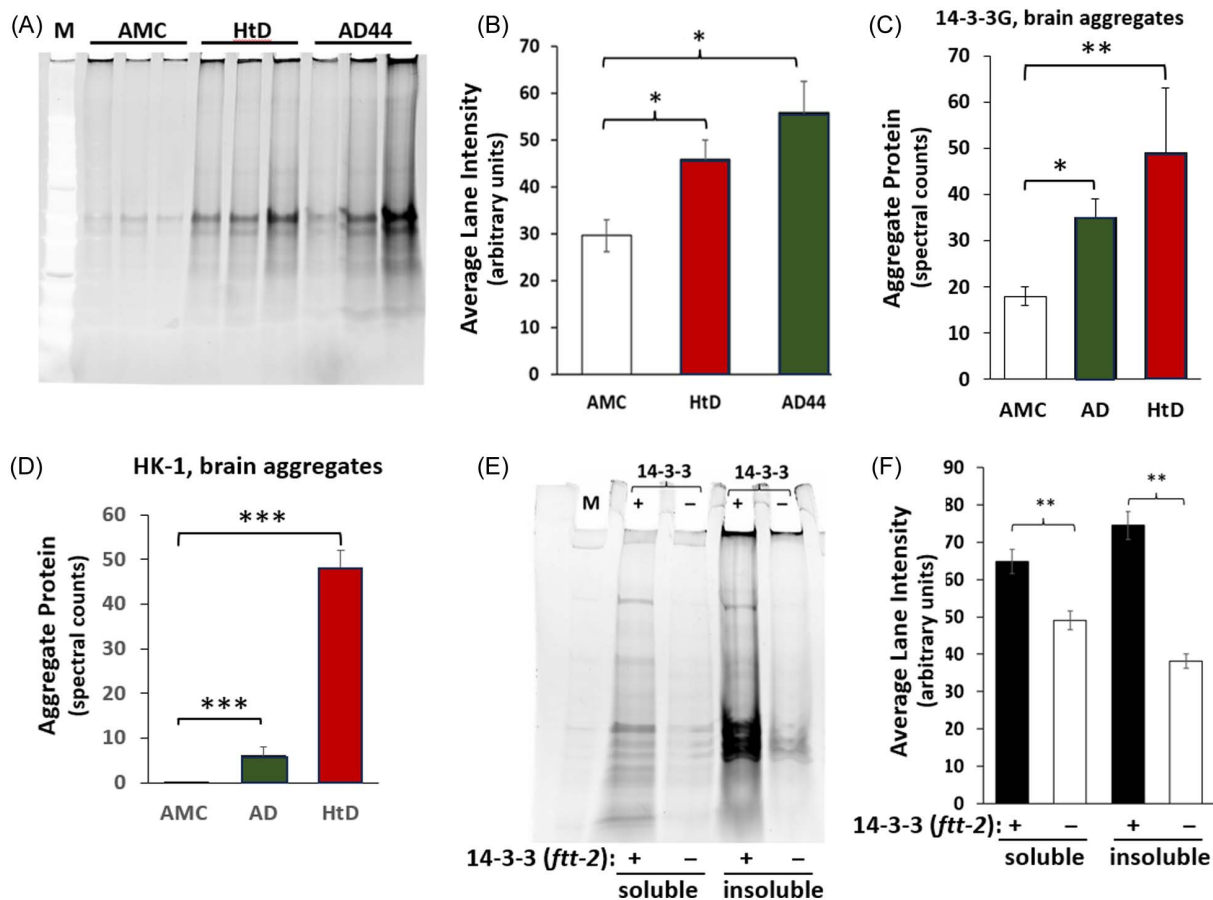 (A)
M AMC HtD AD44
(B)
Average Lane Intensity
(arbitrary units)
70
60
50
40
30
20
10
0
*
*
AMC HtD AD44
(C)
14-3-3G, brain aggregates
Aggregate Protein
(spectral counts)
70
60
50
40
30
20
10
0
**
*
AMC AD HtD
(D)
HK-1, brain aggregates
Aggregate Protein
(spectral counts)
60
50
40
30
20
10
0
***
***
AMC AD HtD
(E)
14-3-3 14-3-3
M + – + –
14-3-3 (ftt-2): + – + –
soluble insoluble
(F)
Average Lane Intensity
(arbitrary units)
90
80
70
60
50
40
30
20
10
0
**
**
14-3-3 (ftt-2): + – + –
soluble insoluble